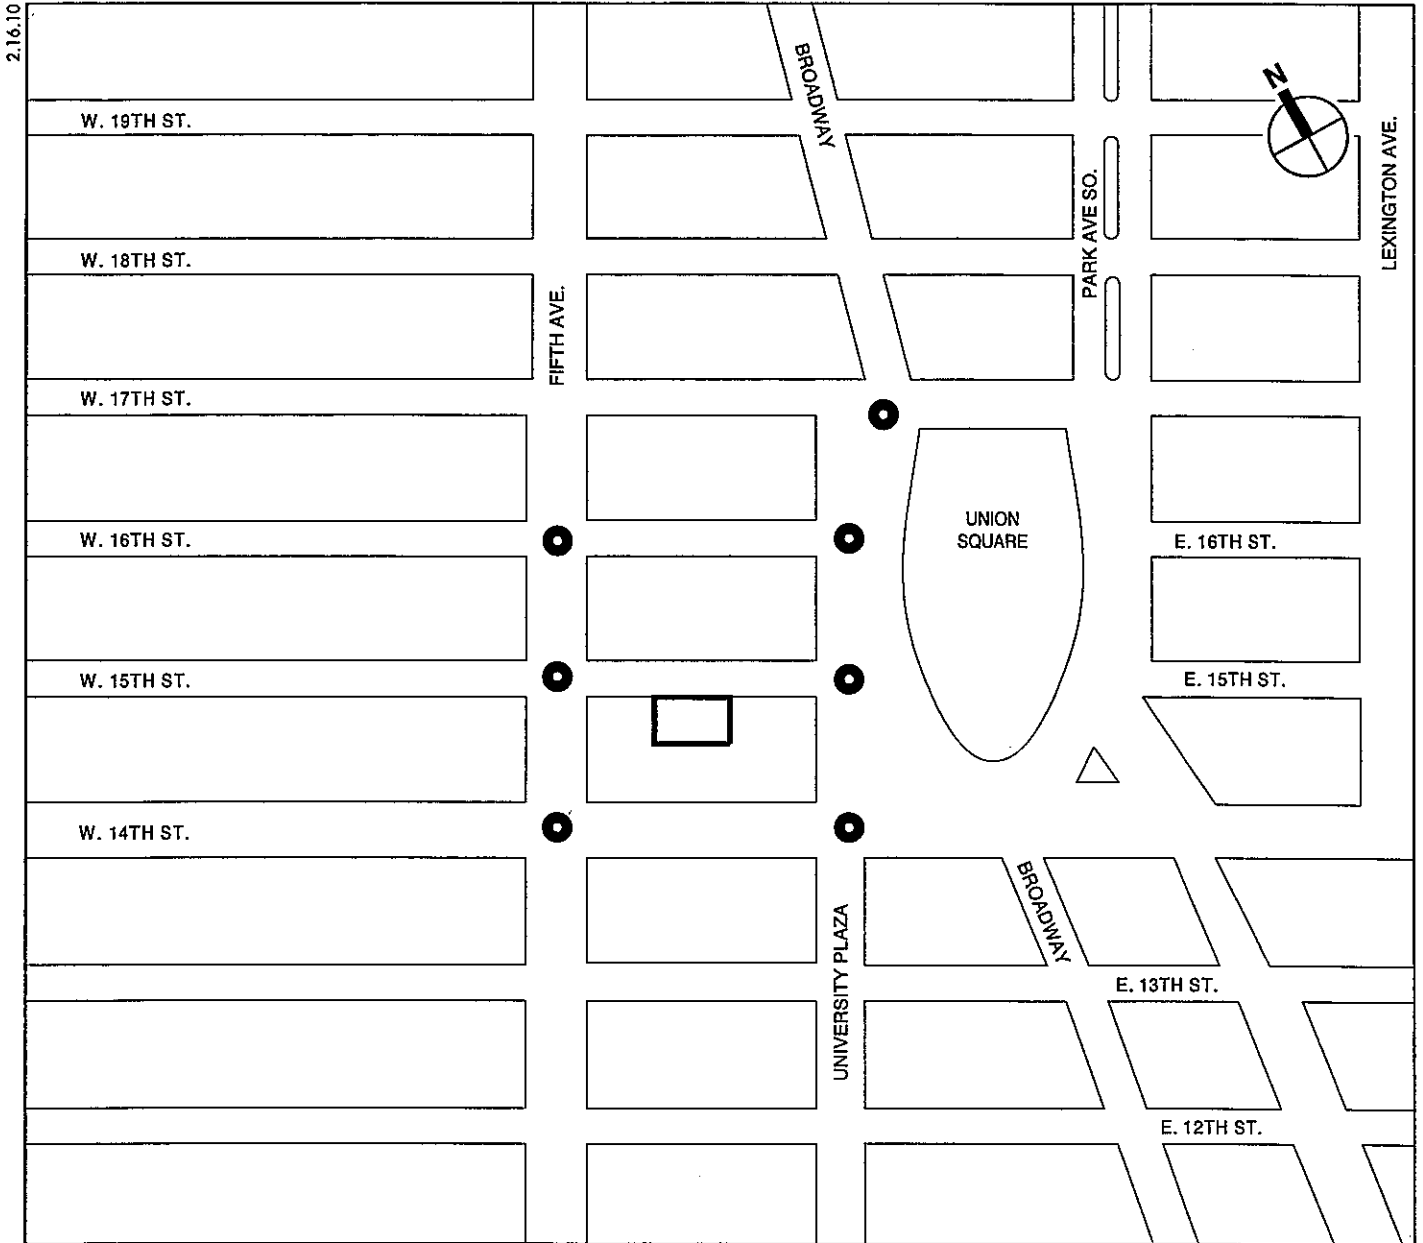 2.16.10
BROADWAY
N
W. 19TH ST.
LEXINGTON AVE.
PARK AVE SO.
W. 18TH ST.
FIFTH AVE.
W. 17TH ST.
UNION
SQUARE
W. 16TH ST.
E. 16TH ST.
W. 15TH ST.
E. 15TH ST.
W. 14TH ST.
BROADWAY
UNIVERSITY PLAZA
E. 13TH ST.
E. 12TH ST.